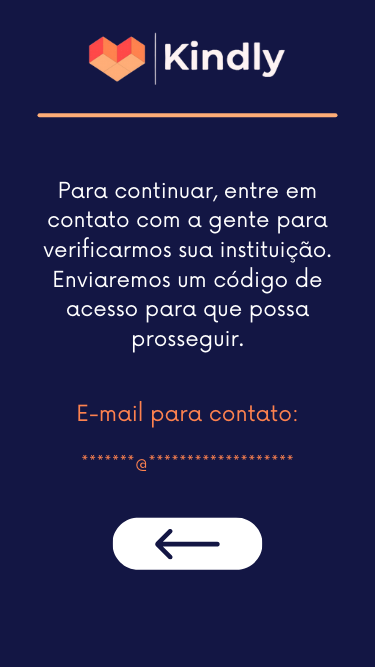 Kindly
Para continuar, entre em
contato com a gente para
verificarmos sua instituição.
Enviaremos um código de
acesso para que possa
prosseguir.
E-mail para contato:
*******@*******************